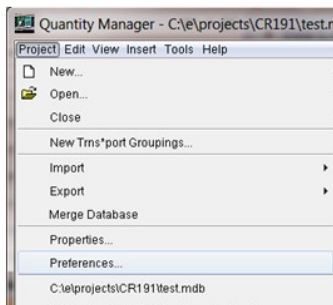 Quantity Manager - C:\e\projects\CR191\test.m
Project Edit View Insert Tools Help
New...
Open...
Close
New Trns*port Groupings...
Import
Export
Merge Database
Properties...
Preferences...
C:\e\projects\CR191\test.mdb